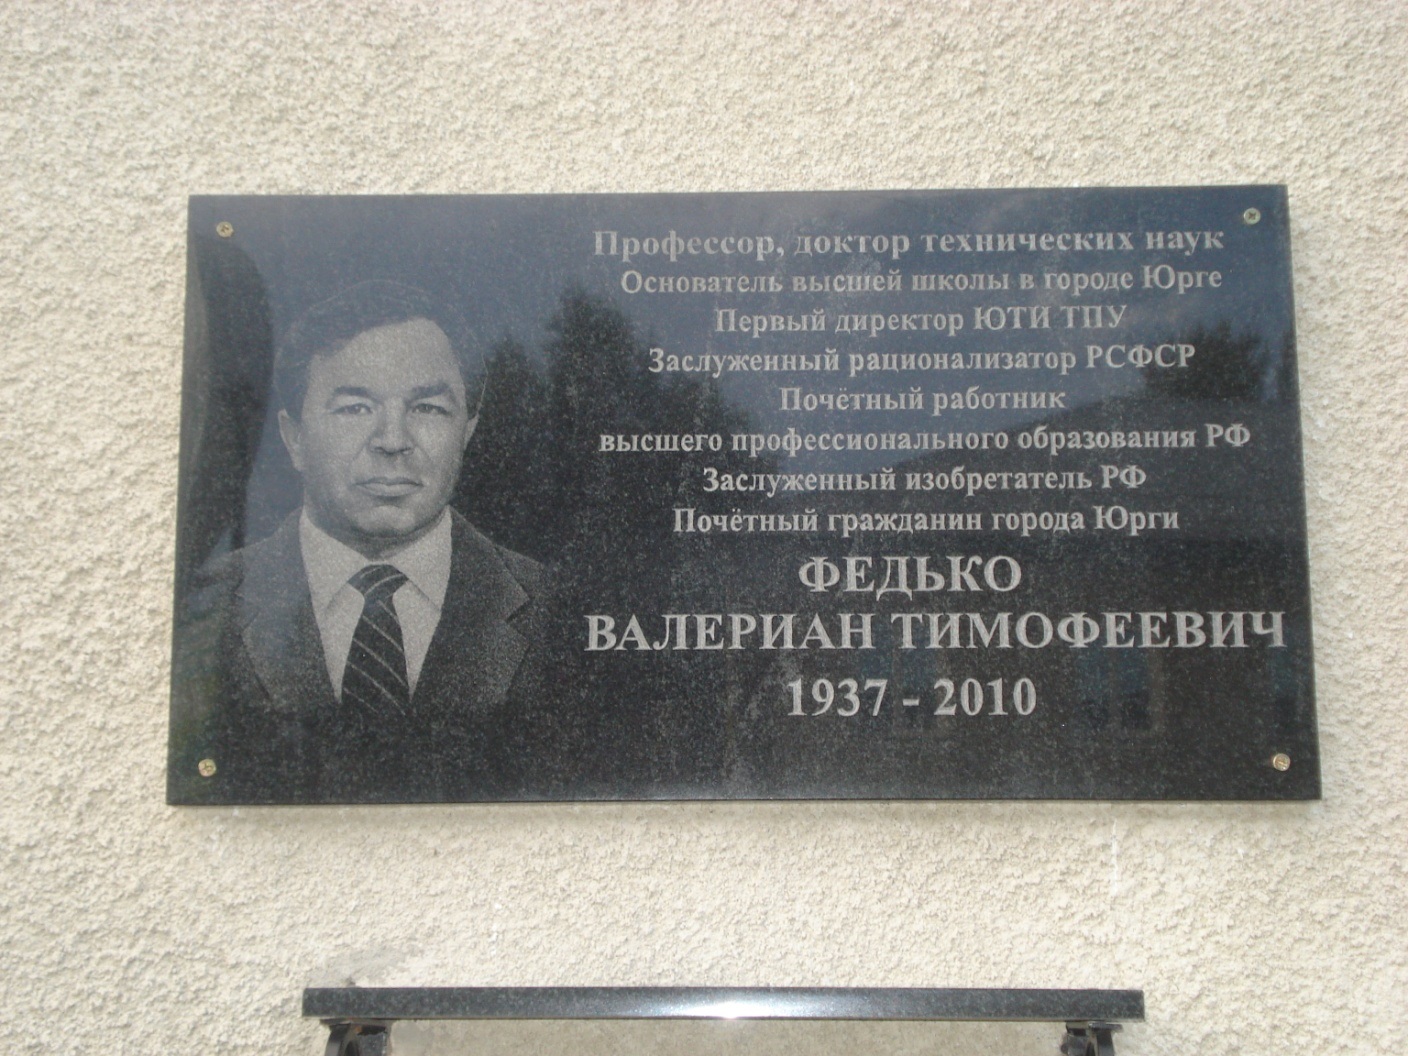 Профессор, доктор технических наук
Основатель высшей школы в городе Юрге
Первый директор ЮТИ ТПУ
Заслуженный рационализатор РСФСР
Почётный работник
высшего профессионального образования РФ
Заслуженный изобретатель РФ
Почётный гражданин города Юрги
ФЕДЬКО
ВАЛЕРИАН ТИМОФЕЕВИЧ
1937 - 2010